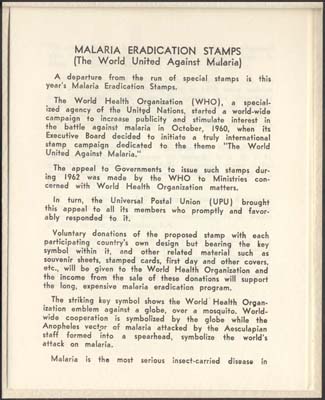 MALARIA ERADICATION STAMPS
(The World United Against Malaria)
A departure from the run of special stamps is this
year's Malaria Eradication Stamps.
The World Health Organization (WHO), a special-
ized agency of the United Nations, started a world-wide
campaign to increase publicity and stimulate interest in
the battle against malaria in October, 1960, when its
Executive Board decided to initiate a truly international
stamp campaign dedicated to the theme "The World
United Against Malaria."
The appeal to Governments to issue such stamps dur-
ing 1962 was made by the WHO to Ministries con-
cerned with World Health Organization matters.
In turn, the Universal Postal Union (UPU) brought
this appeal to all its members who promptly and favor-
ably responded to it.
Voluntary donations of the proposed stamp with each
participating country's own design but bearing the key
symbol within it, and other related material such as
souvenir sheets, stamped cards, first day and other covers,
etc., will be given to the World Health Organization and
the income from the sale of these donations will support
the long, expensive malaria eradication program.
The striking key symbol shows the World Health Organ-
ization emblem against a globe, over a mosquito. World-
wide cooperation is symbolized by the globe while the
Anopheles vector of malaria attacked by the Aesculapian
staff formed into a spearhead, symbolize the world's
attack on malaria.
Malaria is the most serious insect-carried disease in